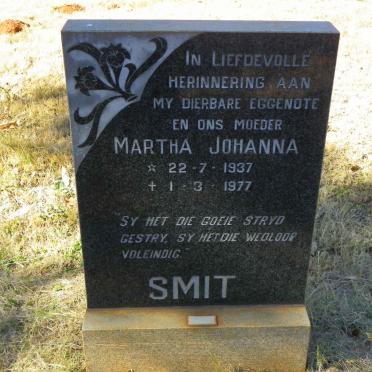 IN LIEFDEVOLLE
HERINNERING AAN
MY DIERBARE EGGENOTE
EN ONS MOEDER
MARTHA JOHANNA
☆ 22-7-1937
✝ 1-3-1977
"SY HET DIE GOEIE STRYD
GESTRY, SY HET DIE WEDLOOP
VOLEINDIG."
SMIT